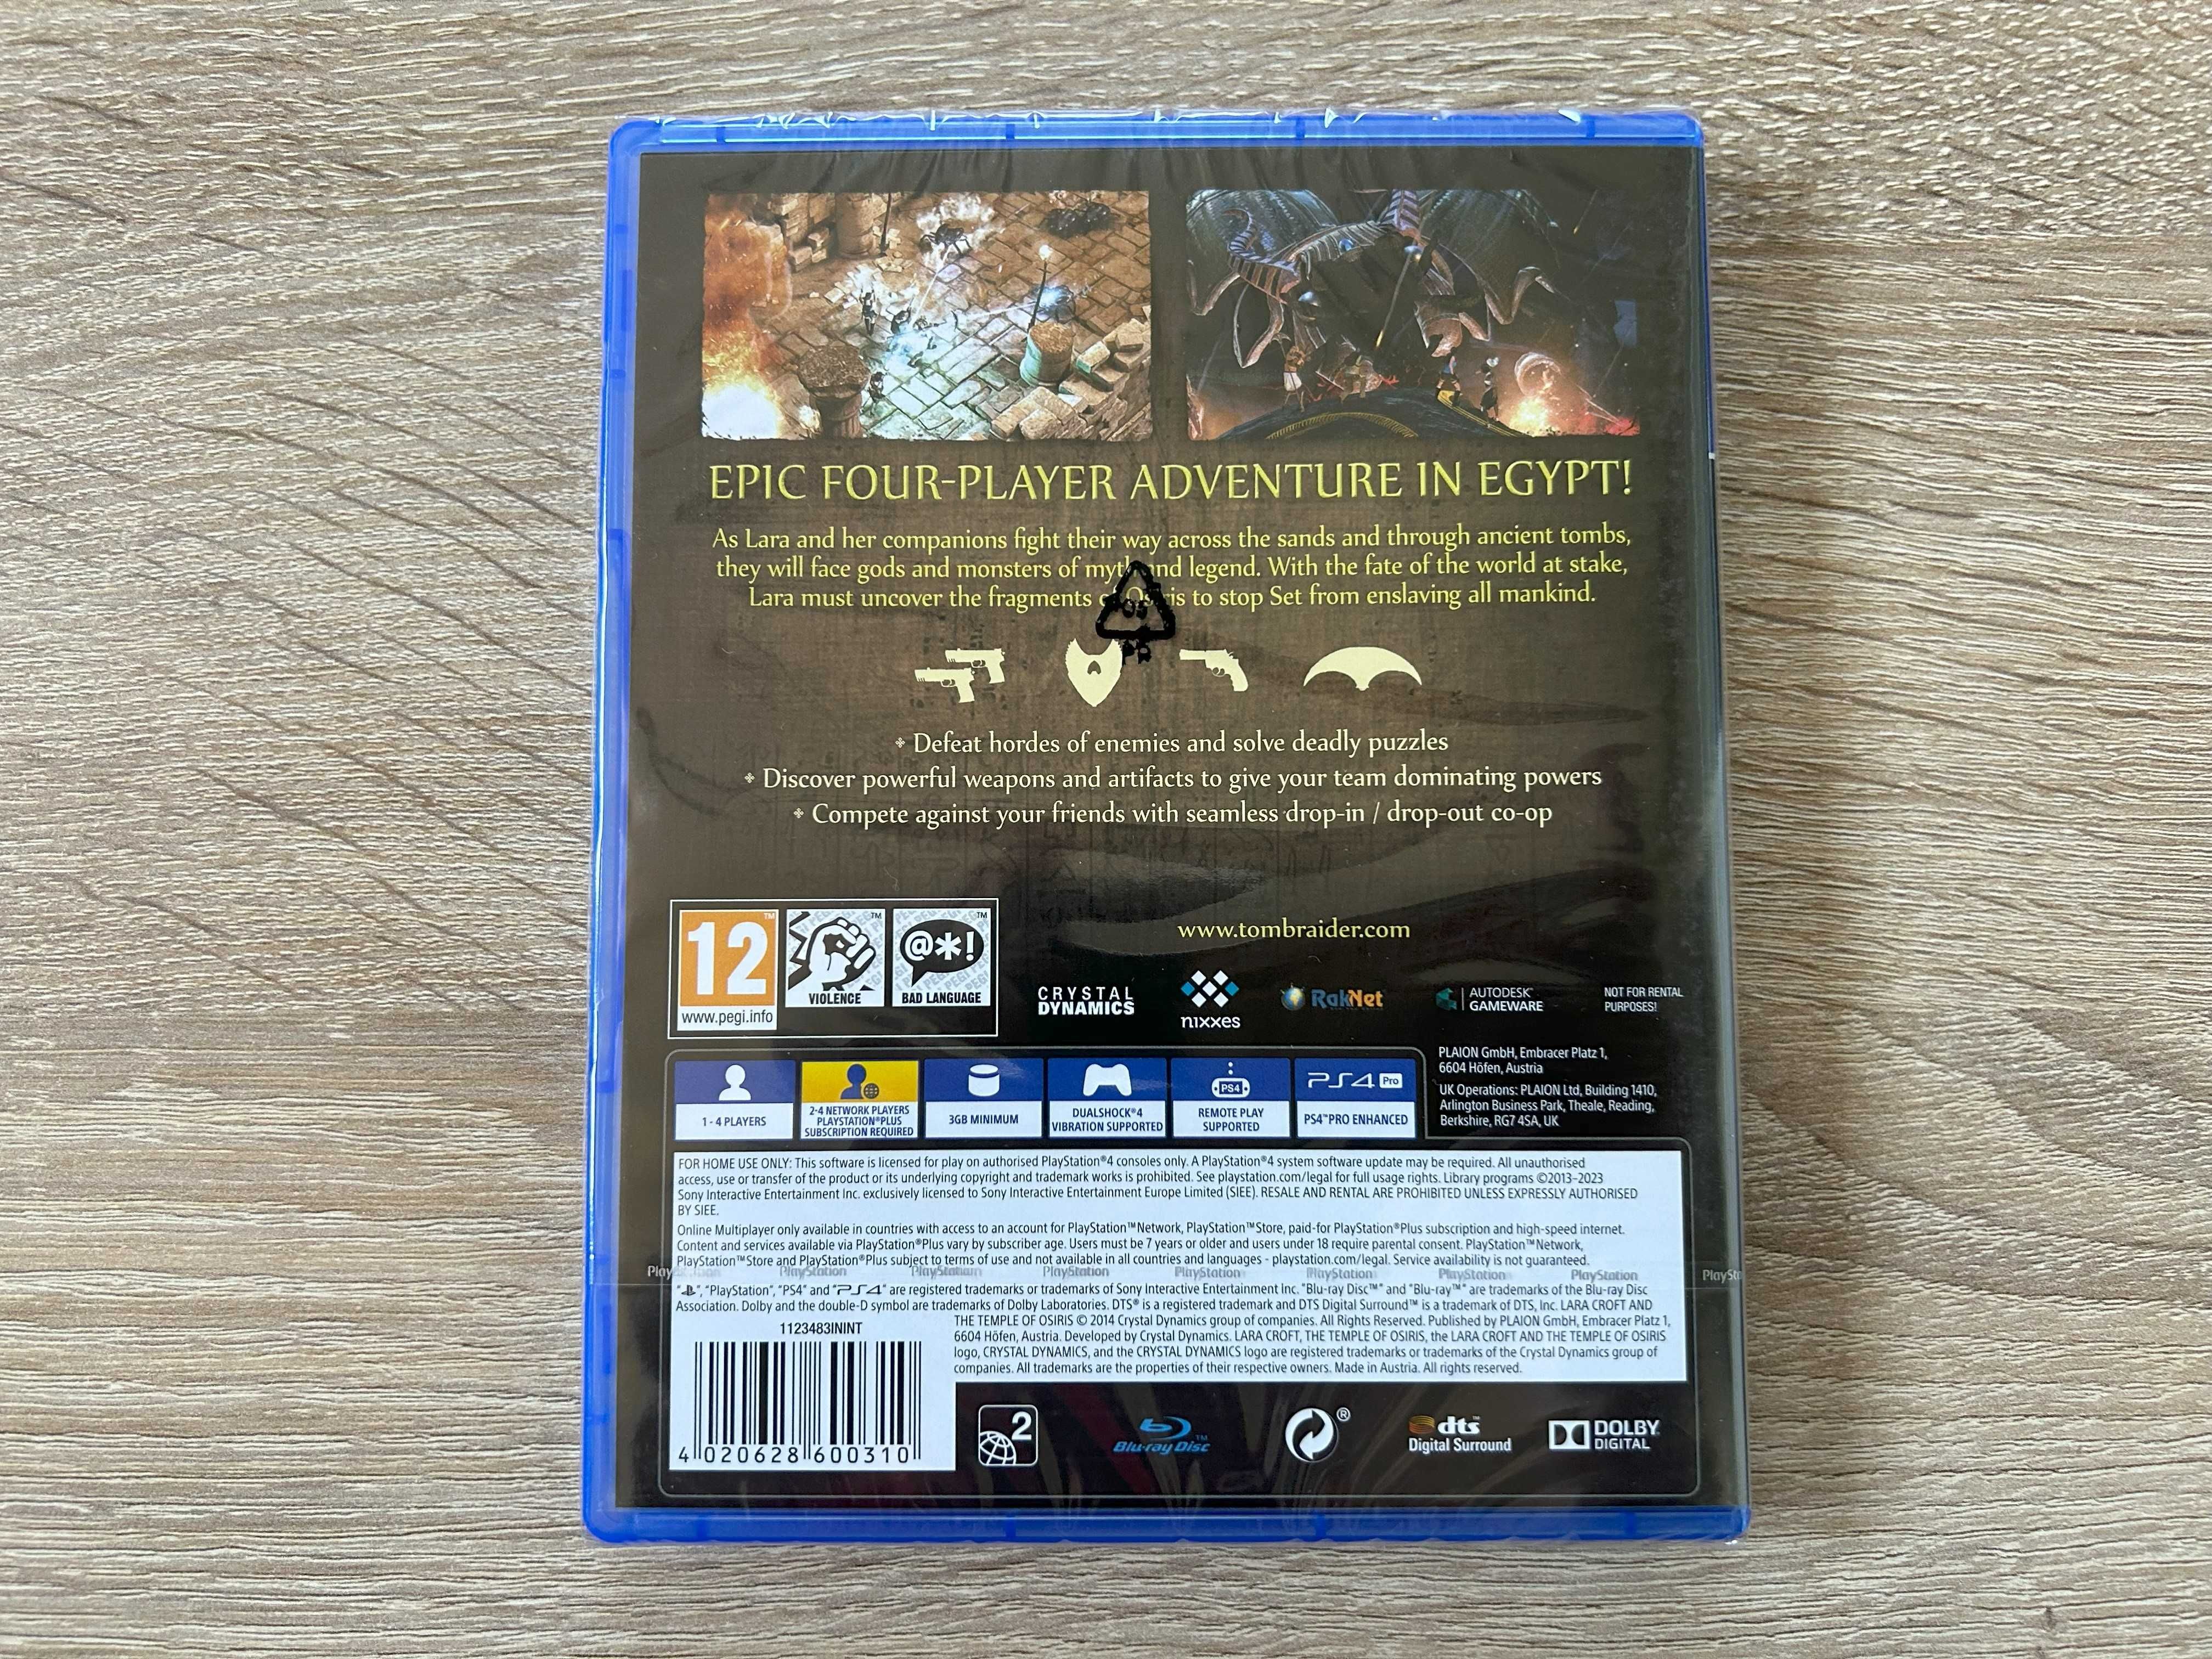 EPIC FOUR-PLAYER ADVENTURE IN EGYPT!
As Lara and her companions fight their way across the sands and through ancient tombs,
they will face gods and monsters of myth and legend. With the fate of the world at stake,
Lara must uncover the fragments of Osiris to stop Set from enslaving all mankind.
05
PP
Defeat hordes of enemies and solve deadly puzzles
Discover powerful weapons and artifacts to give your team dominating powers
Compete against your friends with seamless drop-in / drop-out co-op
12™
www.pegi.info
VIOLENCE
@*!
BAD LANGUAGE
www.tombraider.com
CRYSTAL
DYNAMICS
nixxes
RakNet
AUTODESK®
GAMEWARE
NOT FOR RENTAL
PURPOSES!
1 - 4 PLAYERS
2-4 NETWORK PLAYERS
PLAYSTATION®PLUS
SUBSCRIPTION REQUIRED
3GB MINIMUM
DUALSHOCK®4
VIBRATION SUPPORTED
PS4
REMOTE PLAY
SUPPORTED
PS4 Pro
PS4™PRO ENHANCED
PLAION GmbH, Embracer Platz 1,
6604 Höfen, Austria
UK Operations: PLAION Ltd, Building 1410,
Arlington Business Park, Theale, Reading,
Berkshire, RG7 4SA, UK
FOR HOME USE ONLY: This software is licensed for play on authorised PlayStation®4 consoles only. A PlayStation®4 system software update may be required. All unauthorised
access, use or transfer of the product or its underlying copyright and trademark works is prohibited. See playstation.com/legal for full usage rights. Library programs ©2013-2023
Sony Interactive Entertainment Inc. exclusively licensed to Sony Interactive Entertainment Europe Limited (SIEE). RESALE AND RENTAL ARE PROHIBITED UNLESS EXPRESSLY AUTHORISED
BY SIEE.
Online Multiplayer only available in countries with access to an account for PlayStation™Network, PlayStation™Store, paid-for PlayStation®Plus subscription and high-speed internet.
Content and services available via PlayStation®Plus vary by subscriber age. Users must be 7 years or older and users under 18 require parental consent. PlayStation™Network,
PlayStation™Store and PlayStation®Plus subject to terms of use and not available in all countries and languages - playstation.com/legal. Service availability is not guaranteed.
PlayStation PlayStation PlayStation PlayStation PlayStation PlayStation PlayStation PlayStation PlaySt
"", "PlayStation", "PS4" and "PS4" are registered trademarks or trademarks of Sony Interactive Entertainment Inc. "Blu-ray Disc™" and "Blu-ray™" are trademarks of the Blu-ray Disc
Association. Dolby and the double-D symbol are trademarks of Dolby Laboratories. DTS® is a registered trademark and DTS Digital Surround™ is a trademark of DTS, Inc. LARA CROFT AND
THE TEMPLE OF OSIRIS © 2014 Crystal Dynamics group of companies. All Rights Reserved. Published by PLAION GmbH, Embracer Platz 1,
6604 Höfen, Austria. Developed by Crystal Dynamics. LARA CROFT, THE TEMPLE OF OSIRIS, the LARA CROFT AND THE TEMPLE OF OSIRIS
logo, CRYSTAL DYNAMICS, and the CRYSTAL DYNAMICS logo are registered trademarks or trademarks of the Crystal Dynamics group of
companies. All trademarks are the properties of their respective owners. Made in Austria. All rights reserved.
1123483ININT
4 020628 600310
2
Blu-ray Disc™
®
dts™
Digital Surround
DOLBY
DIGITAL